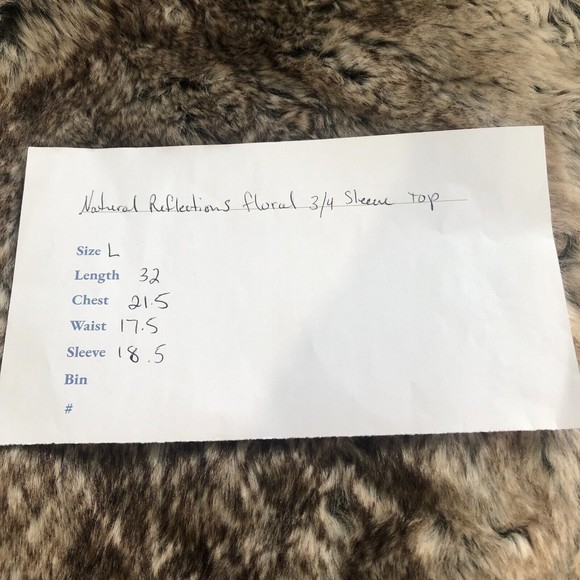 Natural Reflections floral 3/4 Sleeve Top
Size L
Length 32
Chest 21.5
Waist 17.5
Sleeve 18.5
Bin
#